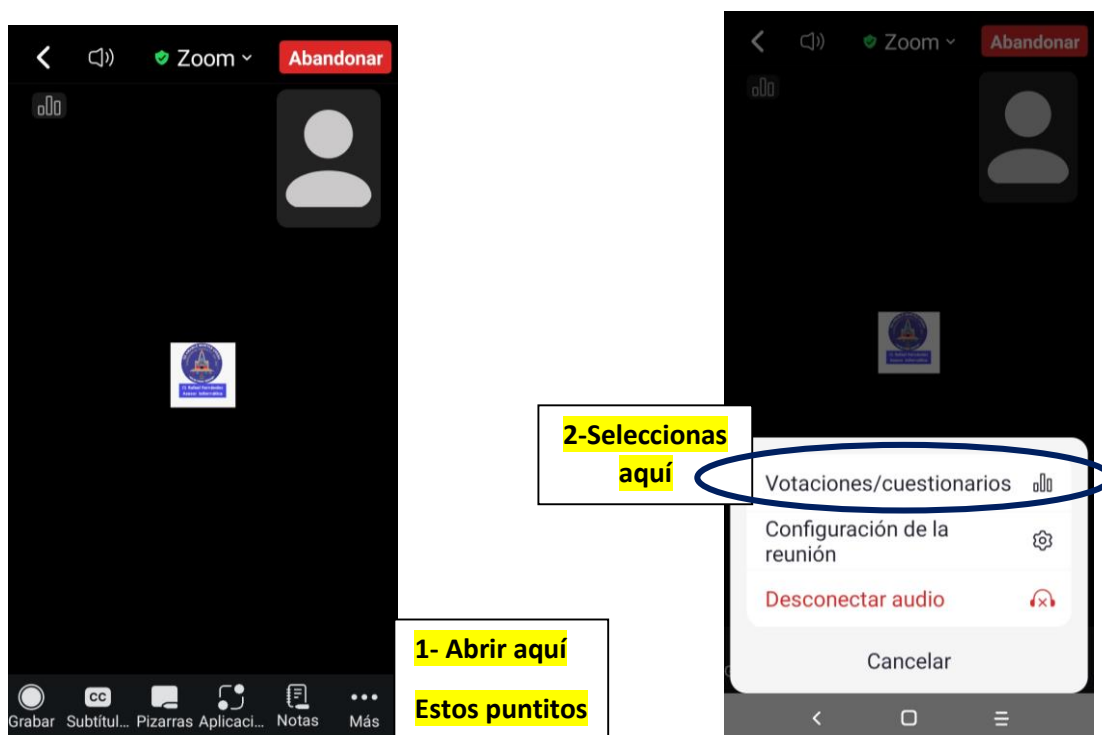 Zoom
Abandonar
Grabar
Subtítul...
Pizarras
Aplicaci...
Notas
Más
1- Abrir aquí
Estos puntitos
2-Seleccionas
aquí
Zoom
Abandonar
Votaciones/cuestionarios
Configuración de la
reunión
Desconectar audio
Cancelar